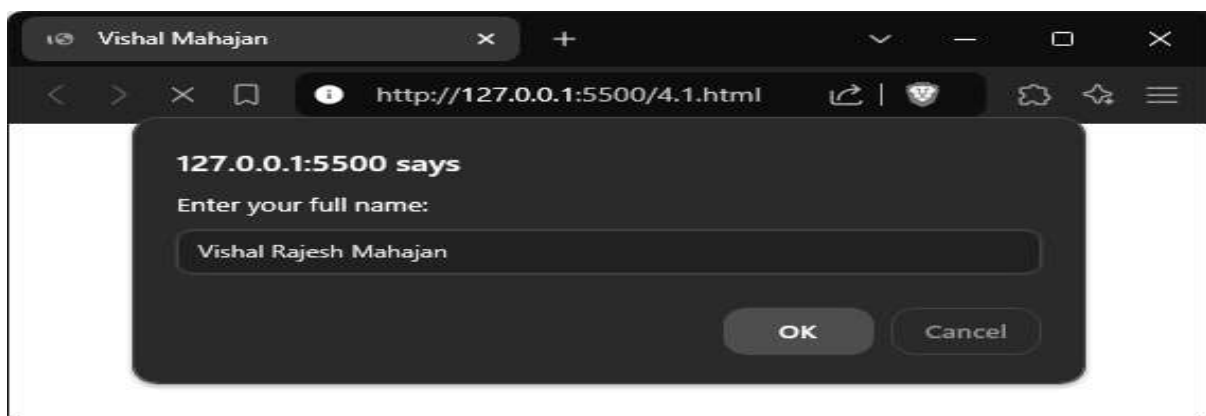 Vishal Mahajan
http://127.0.0.1:5500/4.1.html
127.0.0.1:5500 says
Enter your full name:
Vishal Rajesh Mahajan
OK Cancel